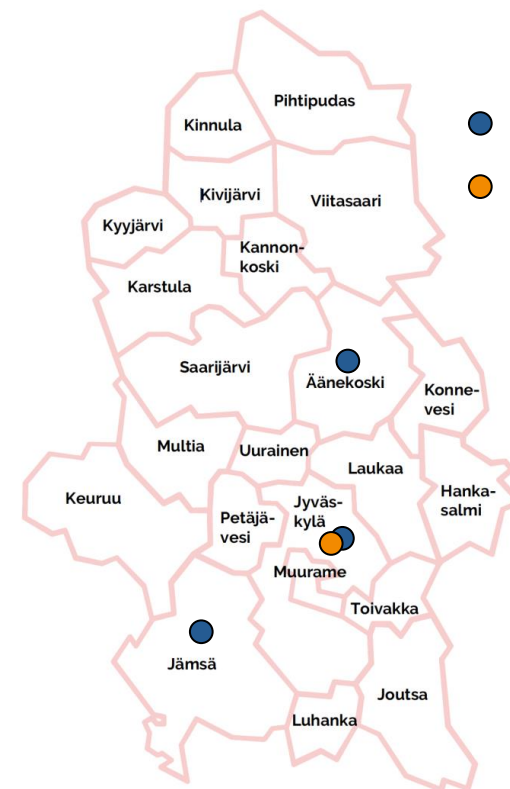 Pihtipudas
Kinnula
Kivijärvi
Viitasaari
Kyyjärvi
Kannon-
koski
Karstula
Saarijärvi
Äänekoski
Konne-
vesi
Multia
Uurainen
Laukaa
Keuruu
Hanka-
salmi
Petäjä-
vesi
Jyväs-
kylä
Muurame
Toivakka
Jämsä
Joutsa
Luhanka